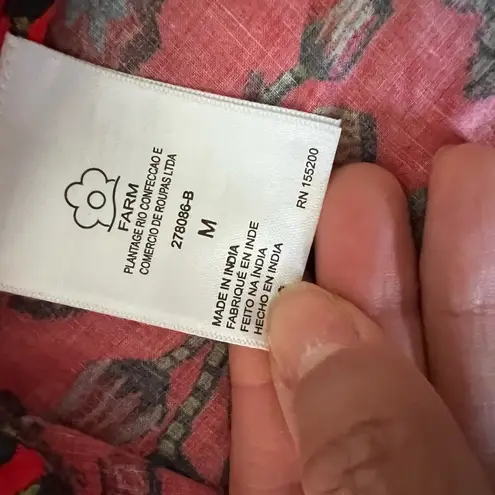 FARM
PLANTAGE RIO CONFECCAO E
COMERCIO DE ROUPAS LTDA
278086-B
M
MADE IN INDIA
FABRIQUÉ EN INDE
FEITO NA ÍNDIA
HECHO EN INDIA
RN 155200